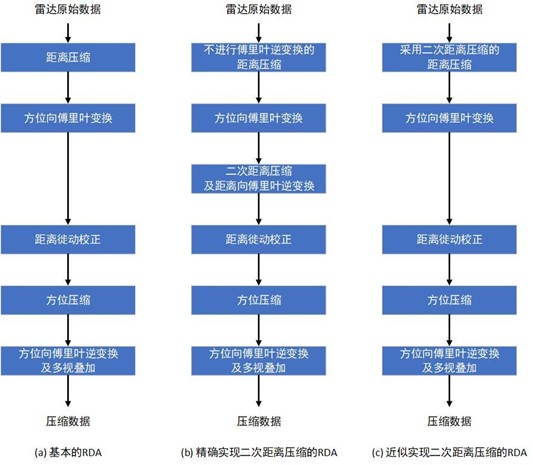 雷达原始数据
距离压缩
方位向傅里叶变换
距离徙动校正
方位压缩
方位向傅里叶逆变换
及多视叠加
压缩数据
(a) 基本的RDA
雷达原始数据
不进行傅里叶逆变换的
距离压缩
方位向傅里叶变换
二次距离压缩
及距离向傅里叶逆变换
距离徙动校正
方位压缩
方位向傅里叶逆变换
及多视叠加
压缩数据
(b) 精确实现二次距离压缩的RDA
雷达原始数据
采用二次距离压缩的
距离压缩
方位向傅里叶变换
距离徙动校正
方位压缩
方位向傅里叶逆变换
及多视叠加
压缩数据
(c) 近似实现二次距离压缩的RDA